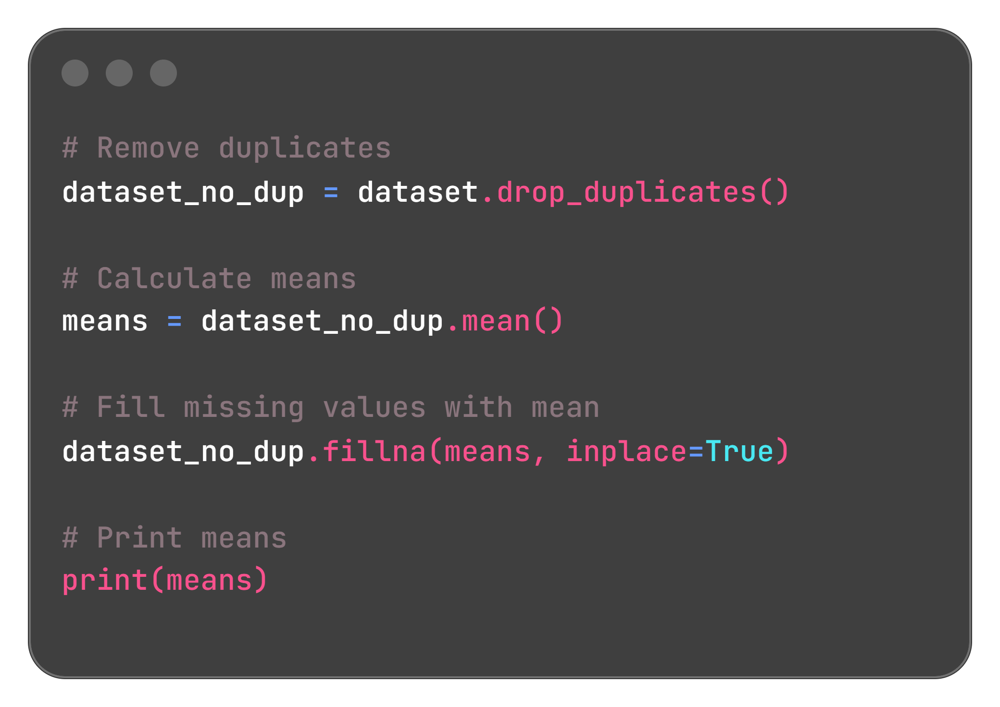 # Remove duplicates
dataset_no_dup = dataset.drop_duplicates()
# Calculate means
means = dataset_no_dup.mean()
# Fill missing values with mean
dataset_no_dup.fillna(means, inplace=True)
# Print means
print(means)